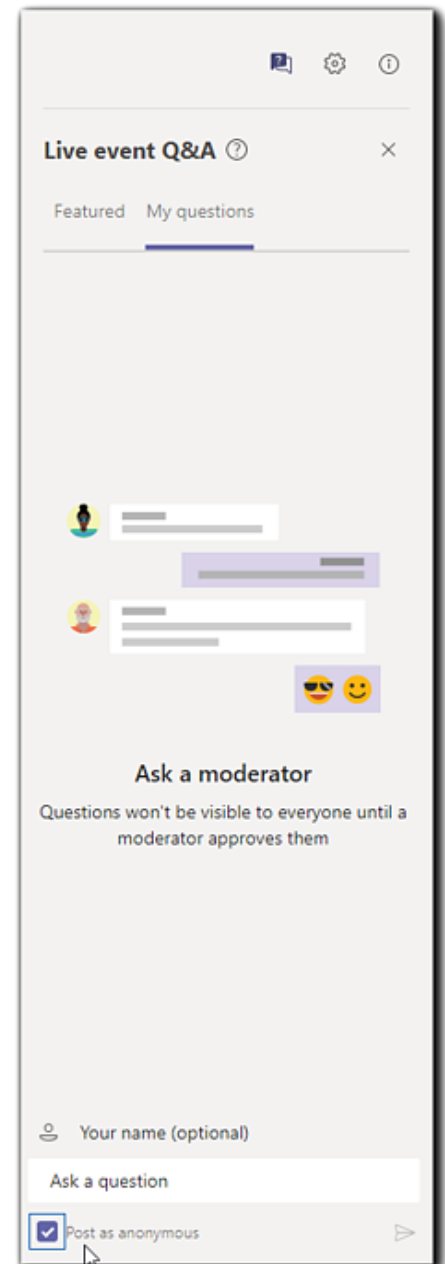 Live event Q&A
Featured My questions
Ask a moderator
Questions won't be visible to everyone until a
moderator approves them
Your name (optional)
Ask a question
Post as anonymous